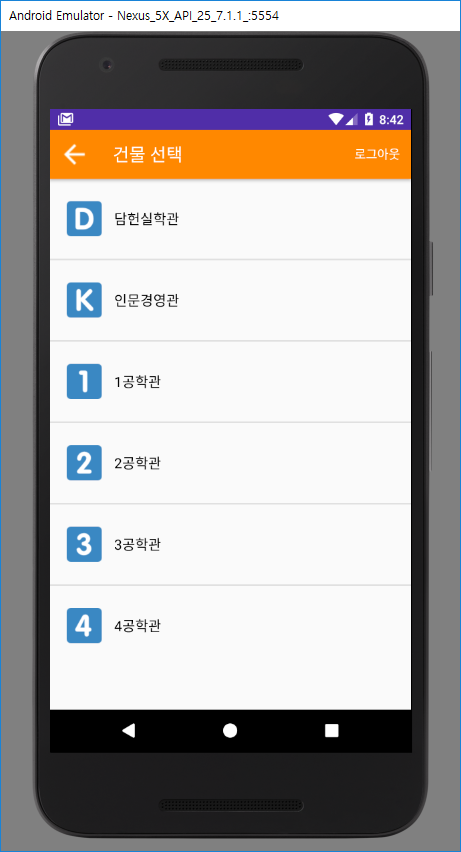 Android Emulator - Nexus_5X_API_25_7.1.1_:5554
8:42
건물 선택 로그아웃
D 담헌실학관
K 인문경영관
1 1공학관
2 2공학관
3 3공학관
4 4공학관